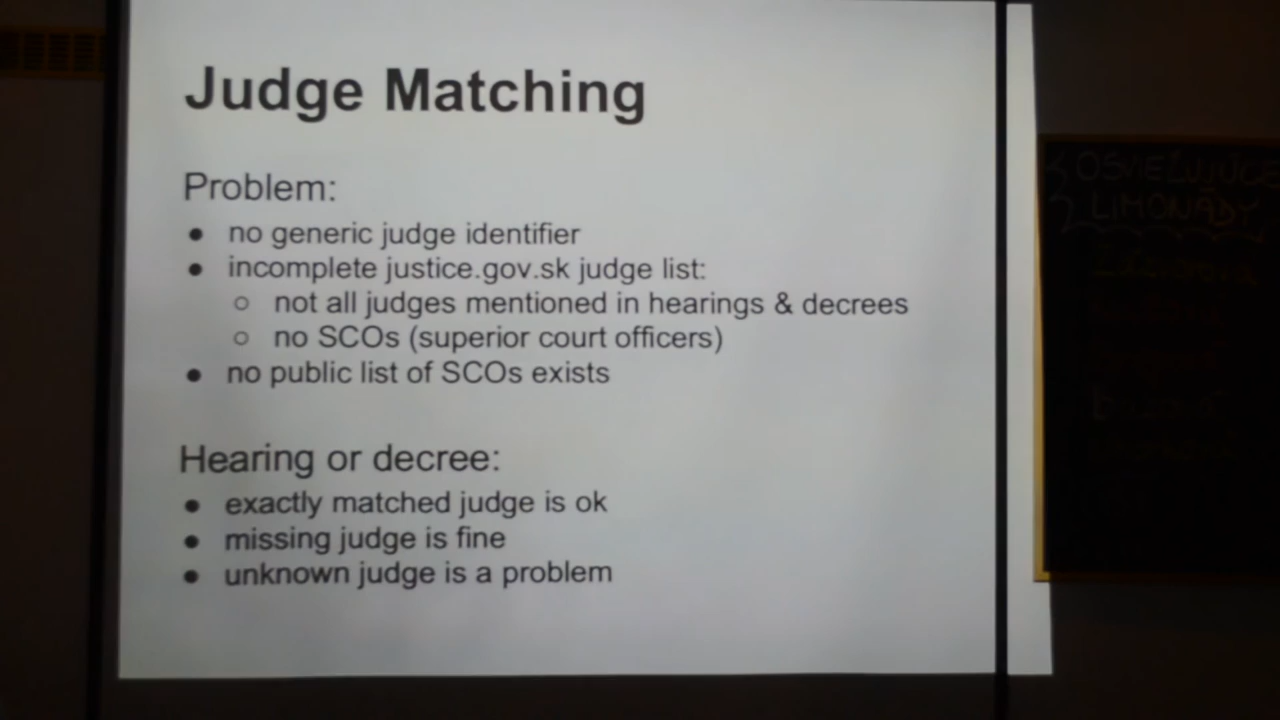 Judge Matching
Problem:
● no generic judge identifier
● incomplete justice.gov.sk judge list:
○ not all judges mentioned in hearings & decrees
○ no SCOs (superior court officers)
● no public list of SCOs exists
Hearing or decree:
● exactly matched judge is ok
● missing judge is fine
● unknown judge is a problem
LIMONÁDY